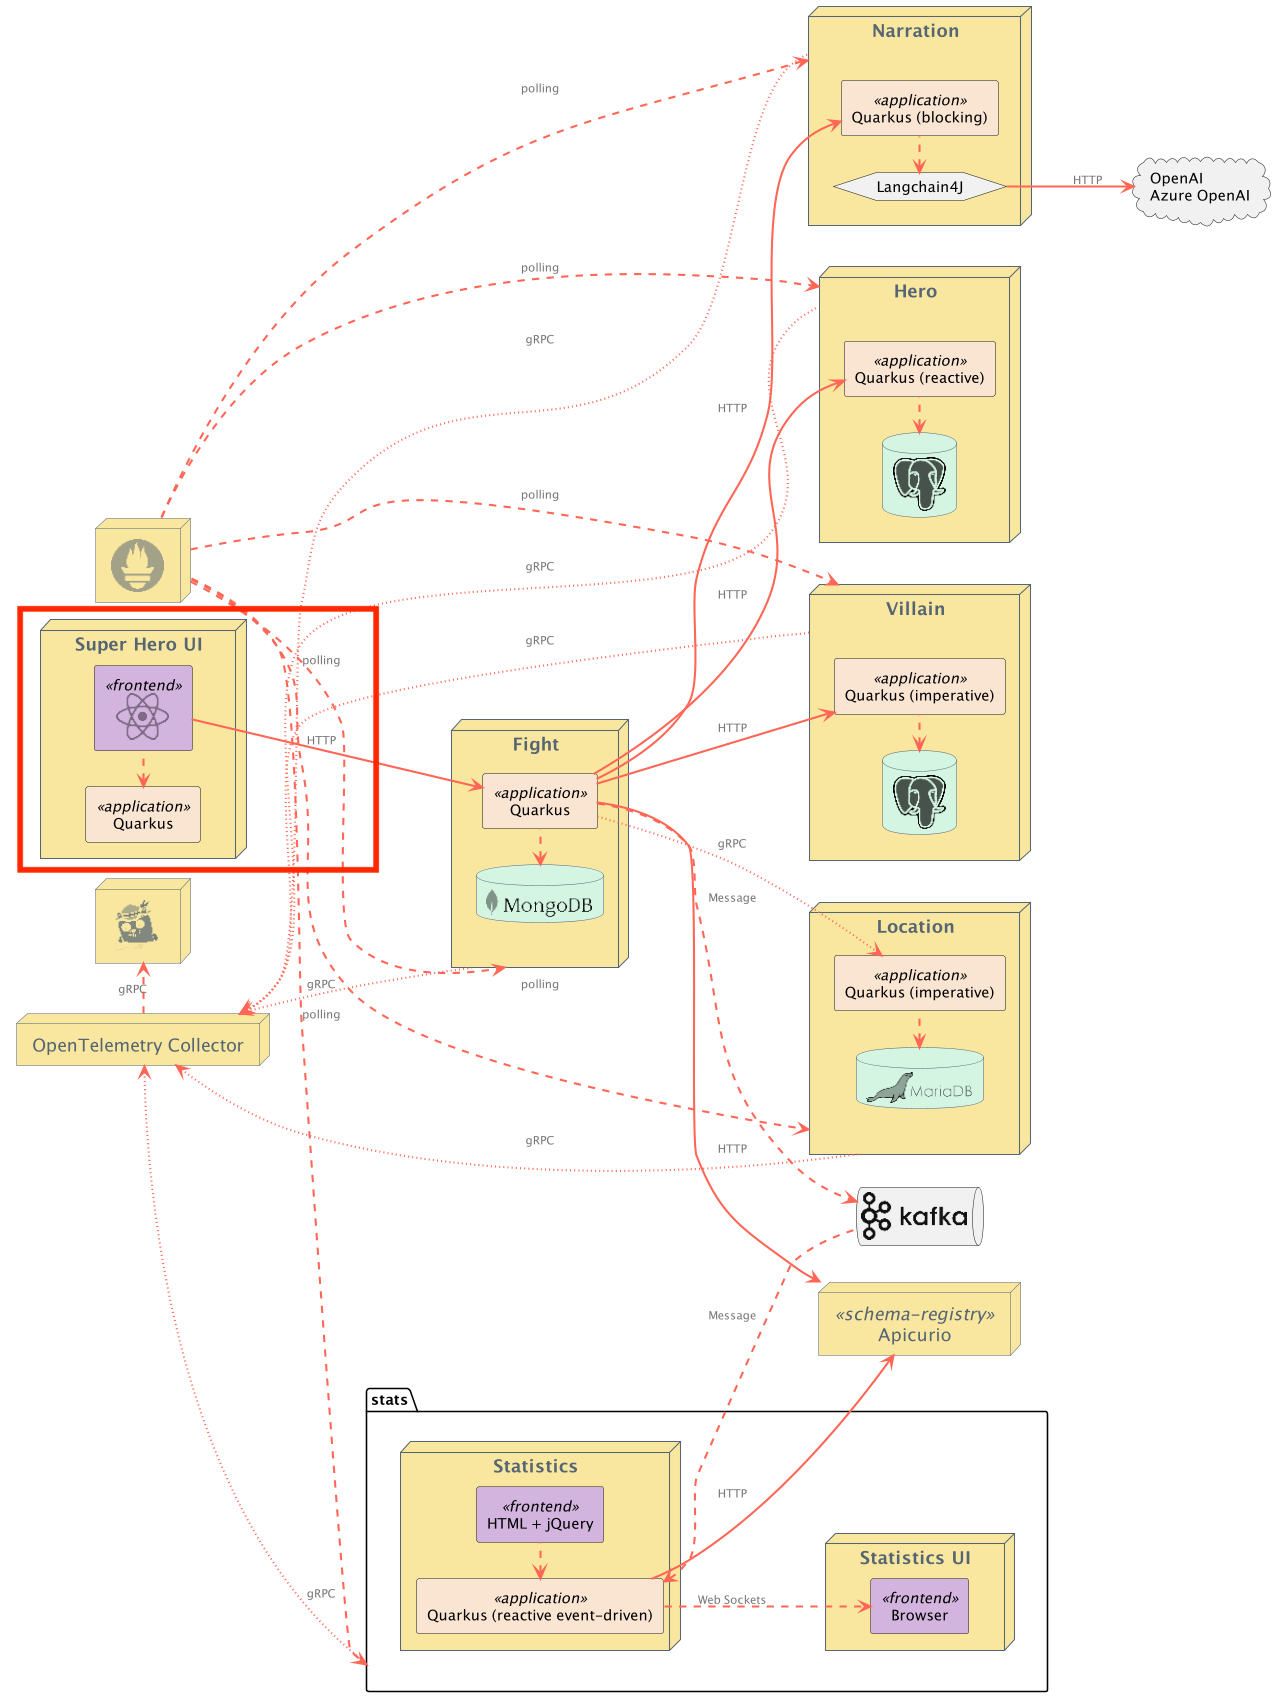 Narration
«application»
Quarkus (blocking)
Langchain4J
HTTP
OpenAI
Azure OpenAI
polling
polling
gRPC
HTTP
Hero
«application»
Quarkus (reactive)
polling
gRPC
HTTP
gRPC
polling
Super Hero UI
«frontend»
HTTP
«application»
Quarkus
Villain
«application»
Quarkus (imperative)
HTTP
Fight
«application»
Quarkus
MongoDB
gRPC
Message
Location
«application»
Quarkus (imperative)
MariaDB
gRPC
gRPC
polling
polling
OpenTelemetry Collector
gRPC
HTTP
kafka
Message
«schema-registry»
Apicurio
stats
Statistics
«frontend»
HTML + jQuery
HTTP
«application»
Quarkus (reactive event-driven)
Web Sockets
Statistics UI
«frontend»
Browser
gRPC